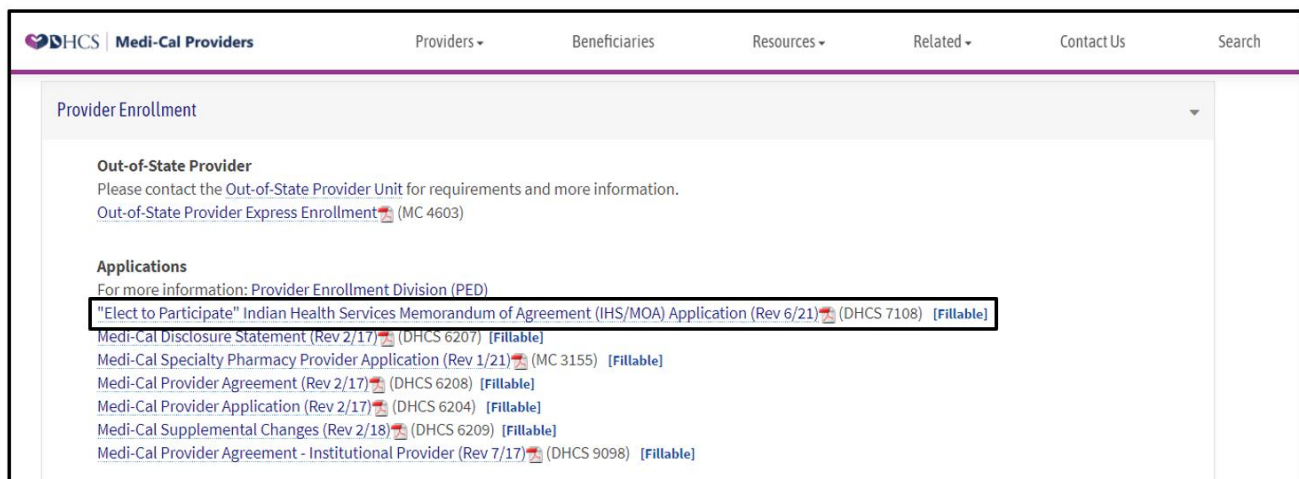 DHCS | Medi-Cal Providers Providers Beneficiaries Resources Related Contact Us Search
Provider Enrollment
Out-of-State Provider
Please contact the Out-of-State Provider Unit for requirements and more information.
Out-of-State Provider Express Enrollment (MC 4603)
Applications
For more information: Provider Enrollment Division (PED)
"Elect to Participate" Indian Health Services Memorandum of Agreement (IHS/MOA) Application (Rev 6/21) (DHCS 7108) [Fillable]
Medi-Cal Disclosure Statement (Rev 2/17) (DHCS 6207) [Fillable]
Medi-Cal Specialty Pharmacy Provider Application (Rev 1/21) (MC 3155) [Fillable]
Medi-Cal Provider Agreement (Rev 2/17) (DHCS 6208) [Fillable]
Medi-Cal Provider Application (Rev 2/17) (DHCS 6204) [Fillable]
Medi-Cal Supplemental Changes (Rev 2/18) (DHCS 6209) [Fillable]
Medi-Cal Provider Agreement - Institutional Provider (Rev 7/17) (DHCS 9098) [Fillable]